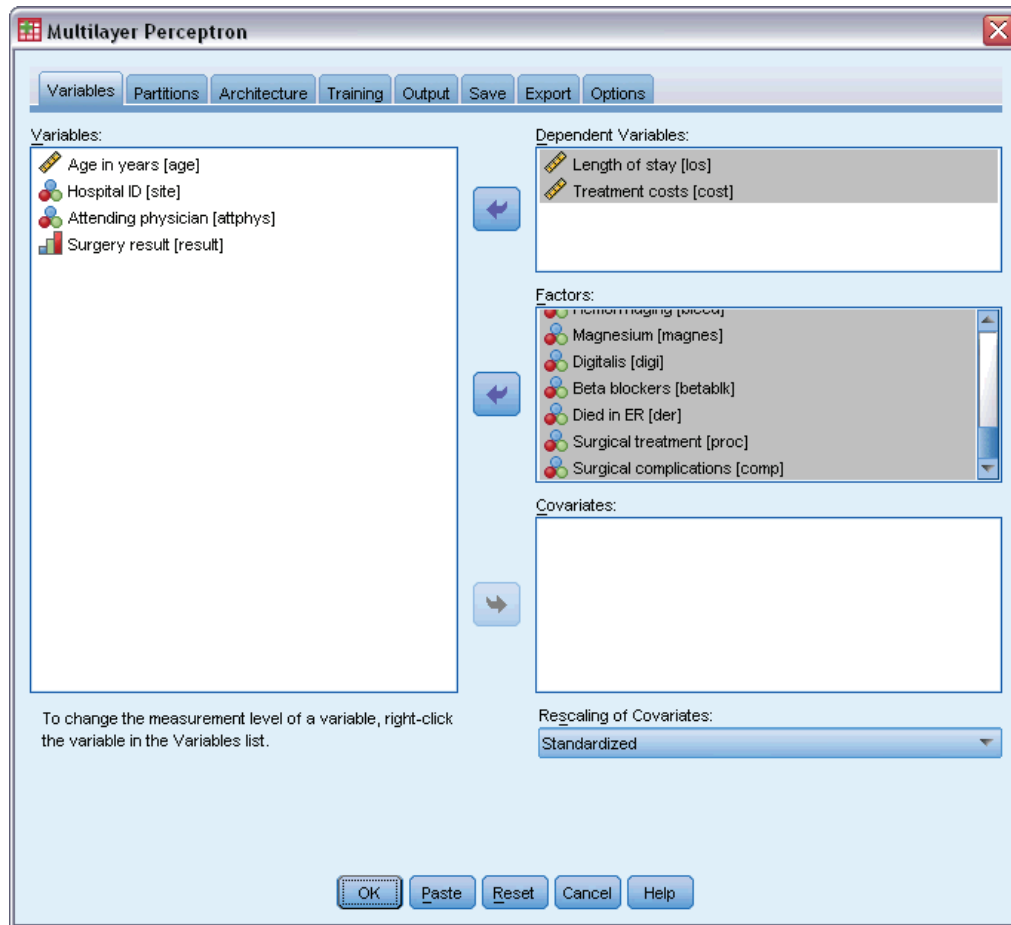 Multilayer Perceptron
Variables Partitions Architecture Training Output Save Export Options
Variables:
Age in years [age]
Hospital ID [site]
Attending physician [attphys]
Surgery result [result]
To change the measurement level of a variable, right-click
the variable in the Variables list.
Dependent Variables:
Length of stay [los]
Treatment costs [cost]
Factors:
Magnesium [magnes]
Digitalis [digi]
Beta blockers [betablk]
Died in ER [der]
Surgical treatment [proc]
Surgical complications [comp]
Covariates:
Rescaling of Covariates:
Standardized
OK Paste Reset Cancel Help